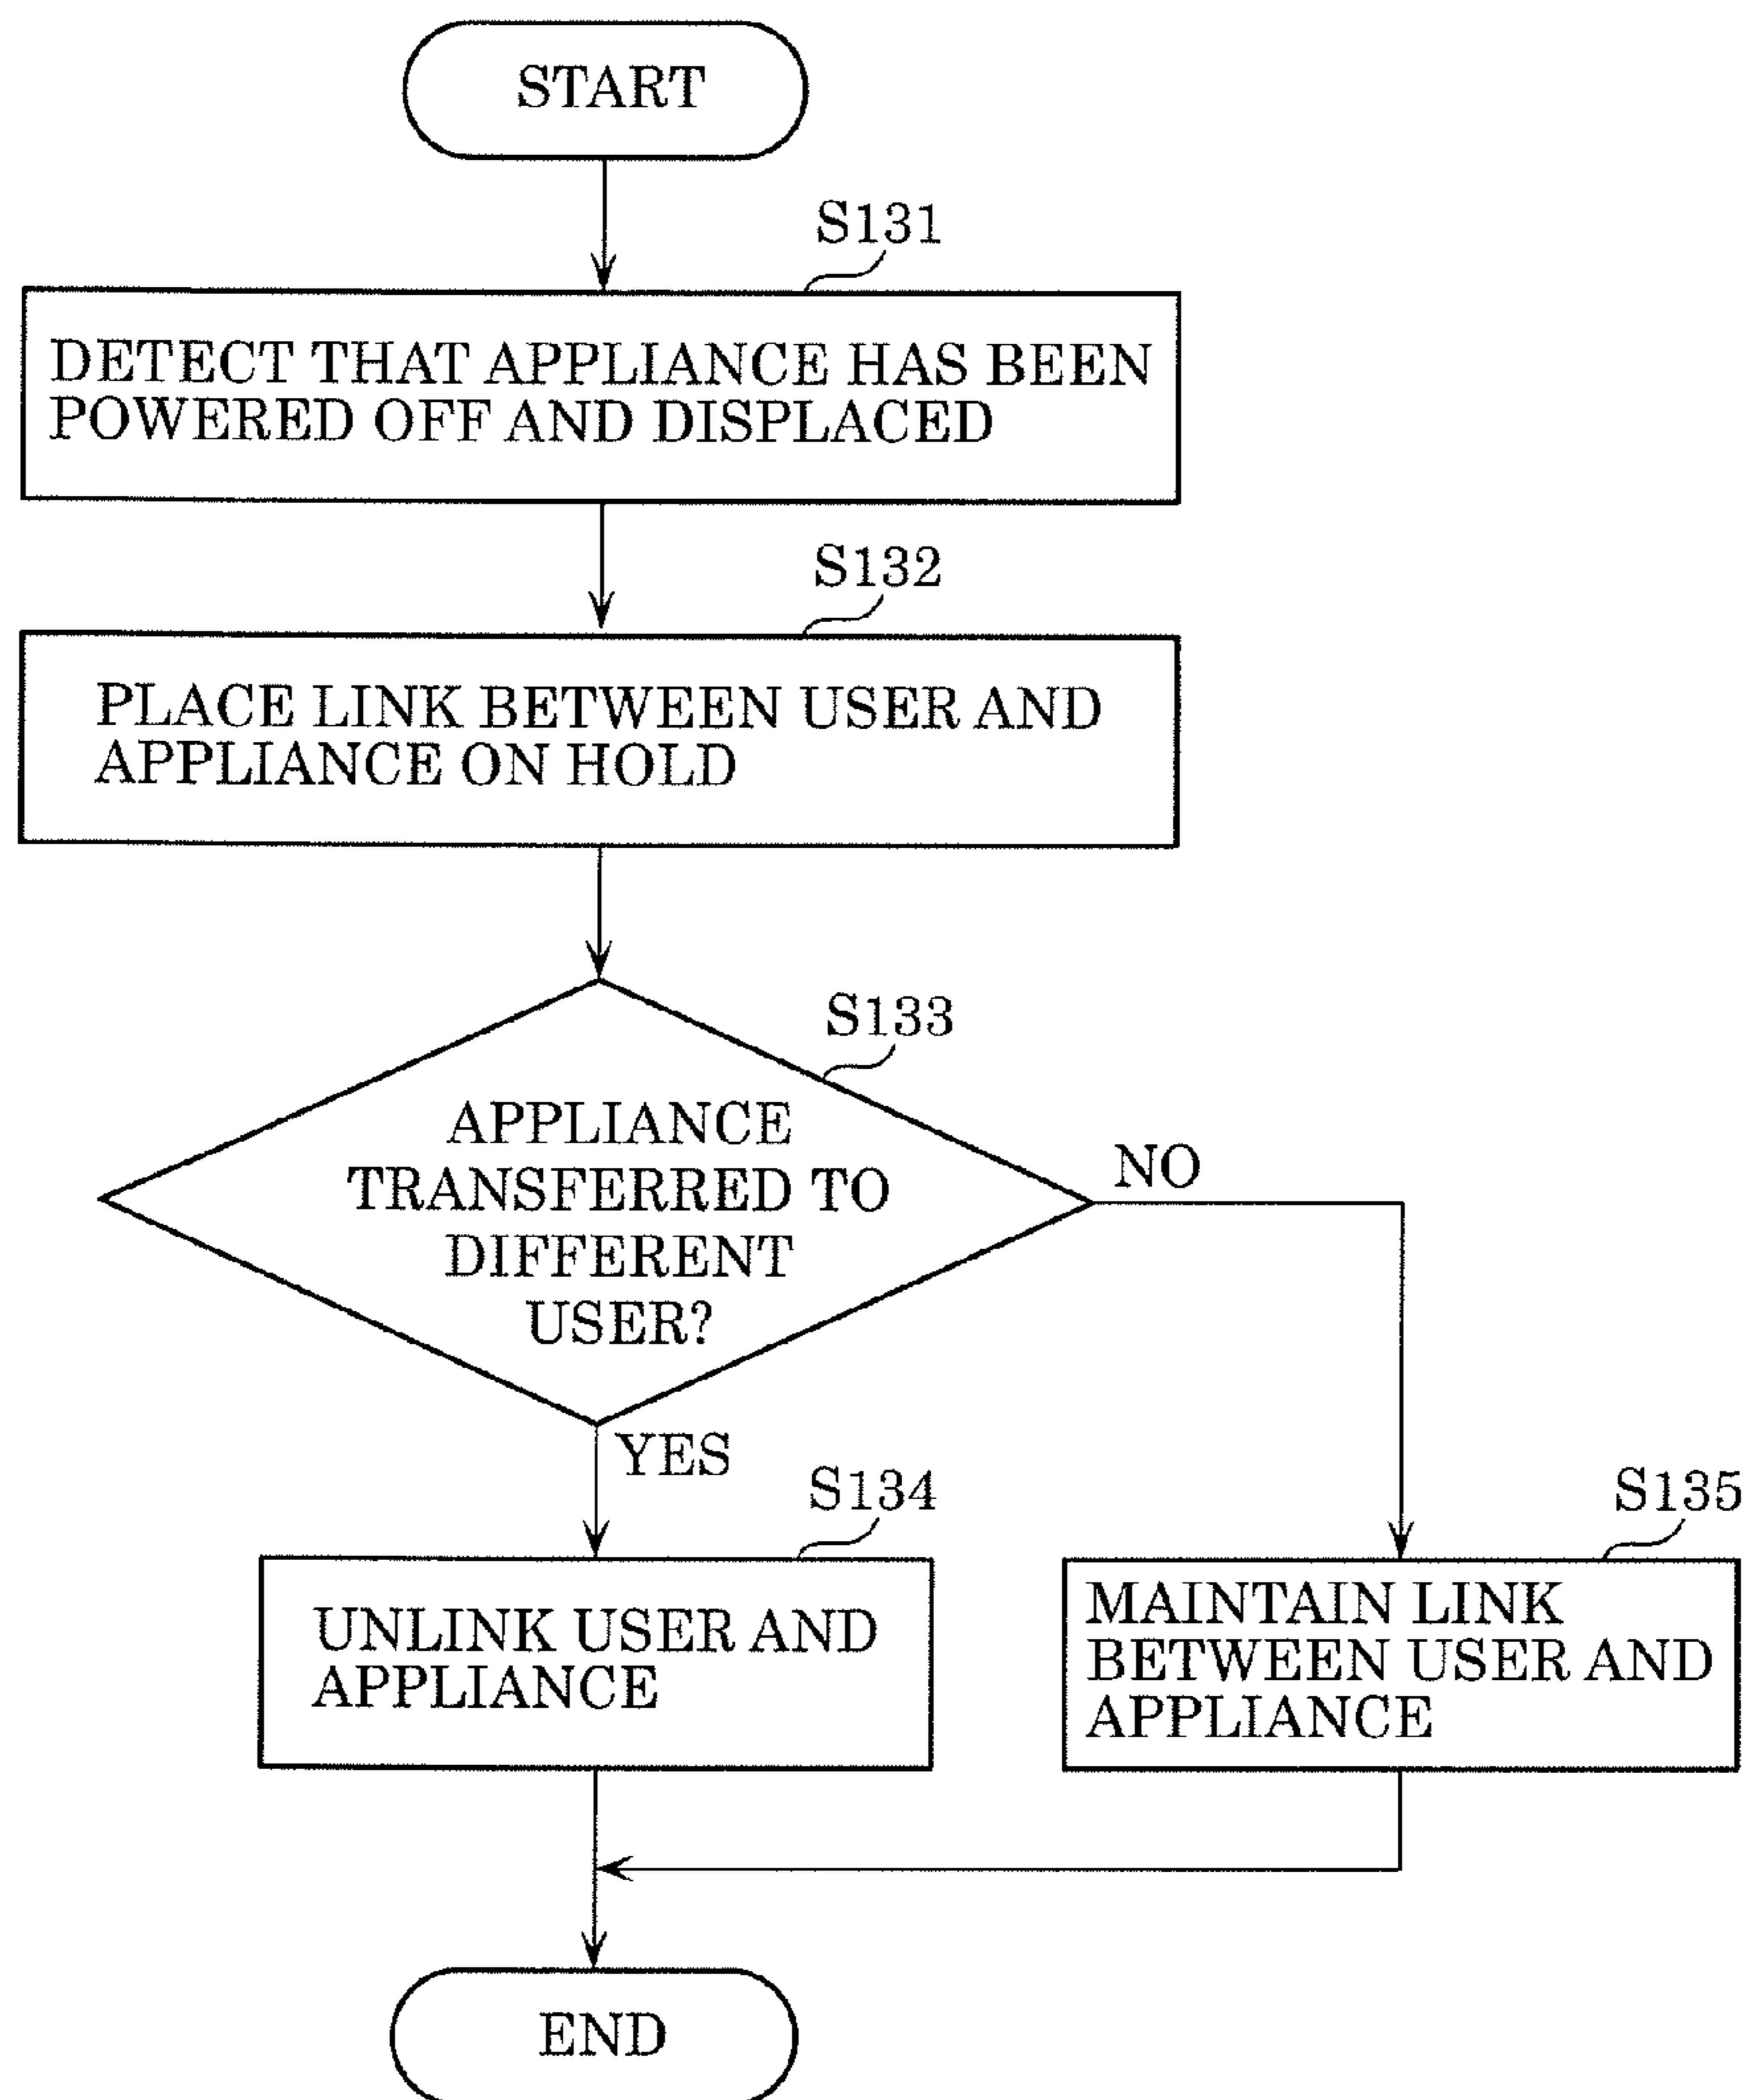 START
S131
DETECT THAT APPLIANCE HAS BEEN
POWERED OFF AND DISPLACED
S132
PLACE LINK BETWEEN USER AND
APPLIANCE ON HOLD
S133
APPLIANCE
TRANSFERRED TO
DIFFERENT
USER?
NO
YES
S134
UNLINK USER AND
APPLIANCE
S135
MAINTAIN LINK
BETWEEN USER AND
APPLIANCE
END